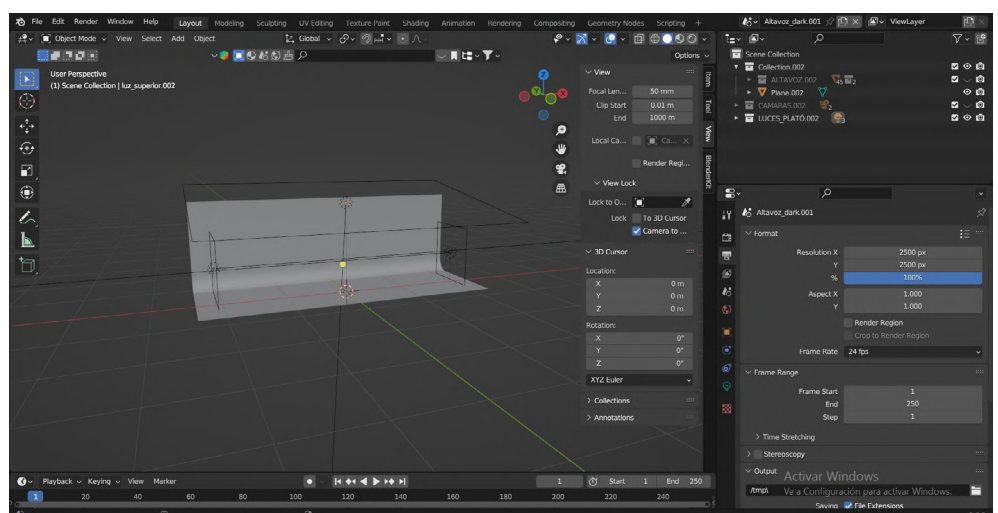 File Edit Render Window Help Layout Modeling Sculpting UV Editing Texture Paint Shading Animation Rendering Compositing Geometry Nodes Scripting + Altavoz_dark.001 ViewLayer
Object Mode View Select Add Object Global
Options
User Perspective
(1) Scene Collection | luz_superlor.002
View
Focal Len... 50 mm
Clip Start 0.01 m
End 1000 m
Local Ca... Ca...
Render Regi...
View Lock
Lock to O...
Lock To 3D Cursor
Camera to ...
3D Cursor
Location:
X 0 m
Y 0 m
Z 0 m
Rotation:
X 0°
Y 0°
Z 0°
XYZ Euler
Collections
Annotations
Item
Tool
View
BlenderKit
Z
Y
X
Scene Collection
Collection.002
ALTAVOZ.002 45 2
Plane.002
CAMARAS.002 2
LUCES_PLATÓ.002
Altavoz_dark.001
Format
Resolution X 2500 px
Y 2500 px
% 100%
Aspect X 1.000
Y 1.000
Render Region
Crop to Render Region
Frame Rate 24 fps
Frame Range
Frame Start 1
End 250
Step 1
Time Stretching
Stereoscopy
Output
/tmp\
Saving File Extensions
Activar Windows
Ve a Configuración para activar Windows.
Playback Keying View Marker 1 Start 1 End 250
1 20 40 60 80 100 120 140 160 180 200 220 240